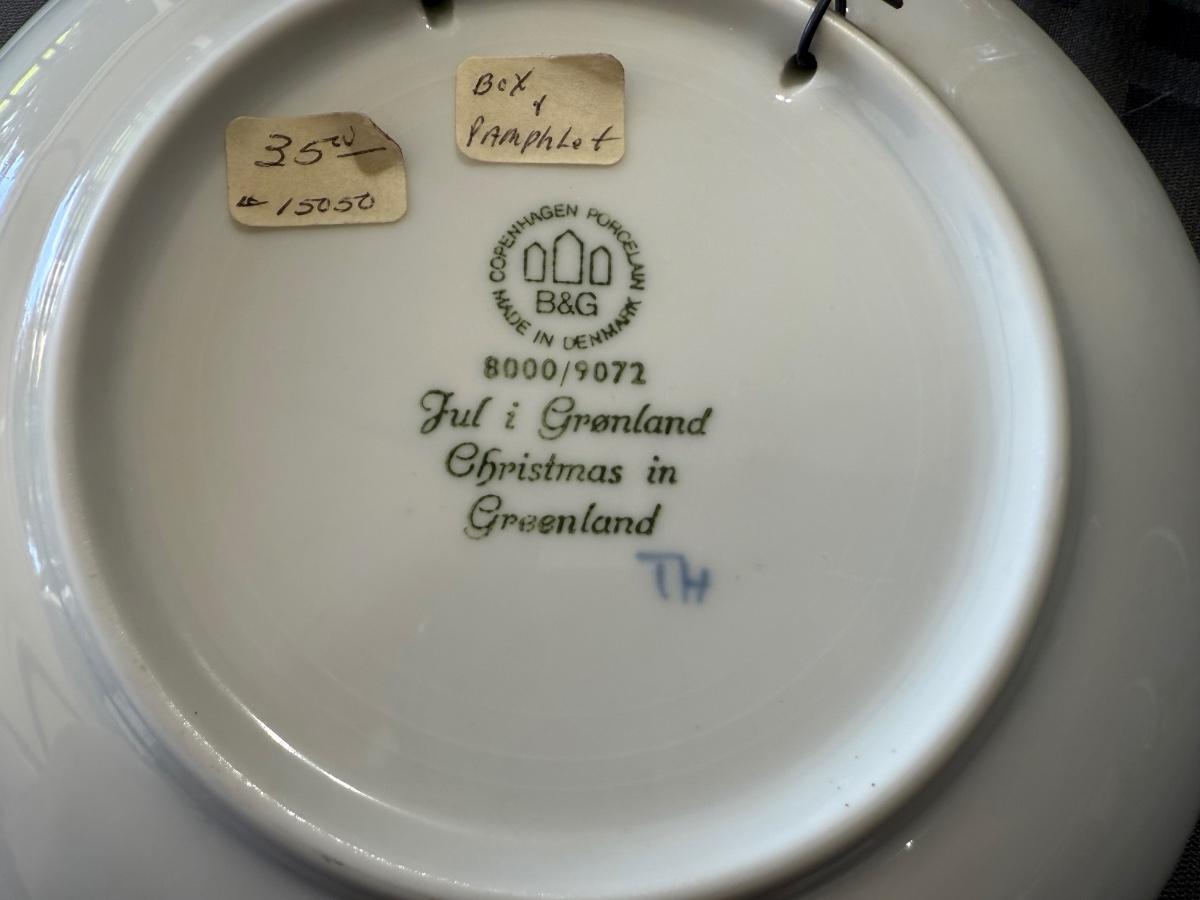 Box
&
Pamphlet
35.00
15050
COPENHAGEN PORCELAIN
B&G
MADE IN DENMARK
8000/9072
Jul i Grønland
Christmas in
Greenland
TH